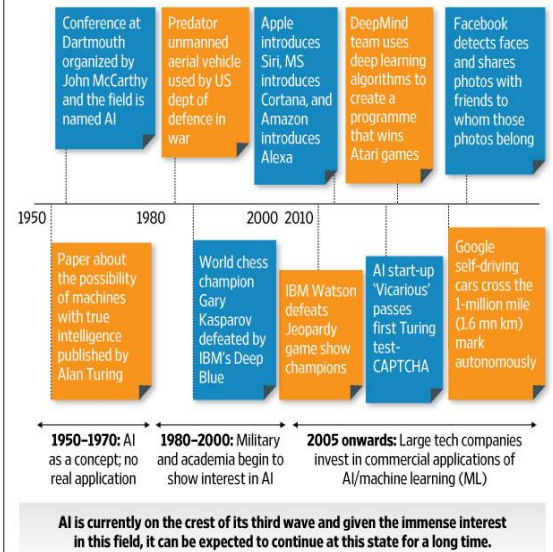 Conference at
Dartmouth
organized by
John McCarthy
and the field is
named AI
Predator
unmanned
aerial vehicle
used by US
dept of
defence in
war
Apple
introduces
Siri, MS
introduces
Cortana, and
Amazon
introduces
Alexa
DeepMind
team uses
deep learning
algorithms to
create a
programme
that wins
Atari games
Facebook
detects faces
and shares
photos with
friends to
whom those
photos belong
1950 1980 2000 2010
Paper about
the possibility
of machines
with true
intelligence
published by
Alan Turing
World chess
champion
Gary
Kasparov
defeated by
IBM's Deep
Blue
IBM Watson
defeats
Jeopardy
game show
champions
AI start-up
'Vicarious'
passes
first Turing
test-
CAPTCHA
Google
self-driving
cars cross the
1-million mile
(1.6 mn km)
mark
autonomously
1950–1970: AI
as a concept; no
real application
1980–2000: Military
and academia begin to
show interest in AI
2005 onwards: Large tech companies
invest in commercial applications of
AI/machine learning (ML)
AI is currently on the crest of its third wave and given the immense interest
in this field, it can be expected to continue at this state for a long time.